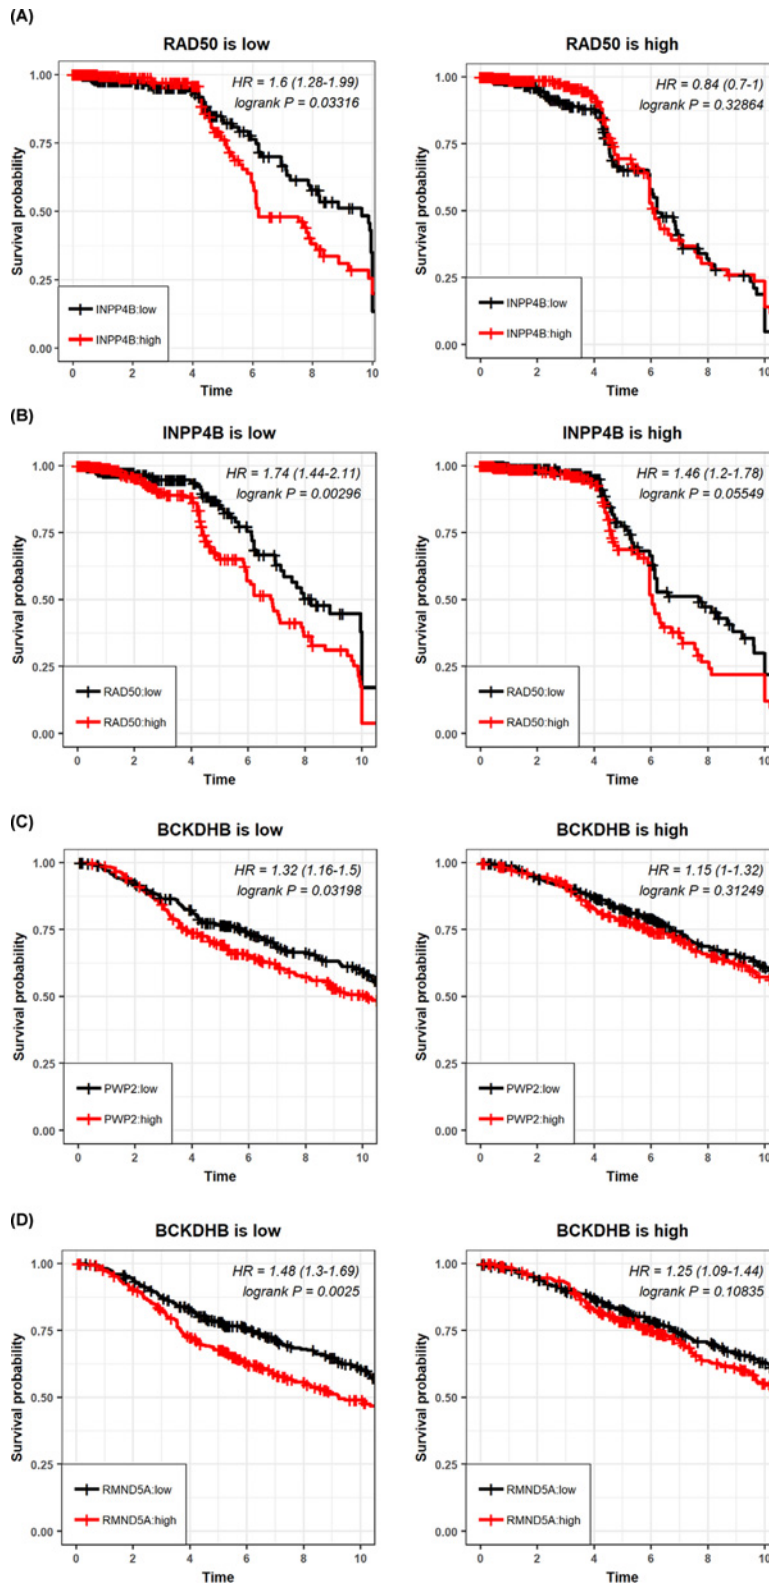 (A)
RAD50 is low
HR = 1.6 (1.28-1.99)
logrank P = 0.03316
Survival probability
1.00
0.75
0.50
0.25
0.00
INPP4B:low
INPP4B:high
0 2 4 6 8 10
Time
RAD50 is high
HR = 0.84 (0.7-1)
logrank P = 0.32864
Survival probability
1.00
0.75
0.50
0.25
0.00
INPP4B:low
INPP4B:high
0 2 4 6 8 10
Time
(B)
INPP4B is low
HR = 1.74 (1.44-2.11)
logrank P = 0.00296
Survival probability
1.00
0.75
0.50
0.25
0.00
RAD50:low
RAD50:high
0 2 4 6 8 10
Time
INPP4B is high
HR = 1.46 (1.2-1.78)
logrank P = 0.05549
Survival probability
1.00
0.75
0.50
0.25
0.00
RAD50:low
RAD50:high
0 2 4 6 8 10
Time
(C)
BCKDHB is low
HR = 1.32 (1.16-1.5)
logrank P = 0.03198
Survival probability
1.00
0.75
0.50
0.25
0.00
PWP2:low
PWP2:high
0 2 4 6 8 10
Time
BCKDHB is high
HR = 1.15 (1-1.32)
logrank P = 0.31249
Survival probability
1.00
0.75
0.50
0.25
0.00
PWP2:low
PWP2:high
0 2 4 6 8 10
Time
(D)
BCKDHB is low
HR = 1.48 (1.3-1.69)
logrank P = 0.0025
Survival probability
1.00
0.75
0.50
0.25
0.00
RMND5A:low
RMND5A:high
0 2 4 6 8 10
Time
BCKDHB is high
HR = 1.25 (1.09-1.44)
logrank P = 0.10835
Survival probability
1.00
0.75
0.50
0.25
0.00
RMND5A:low
RMND5A:high
0 2 4 6 8 10
Time